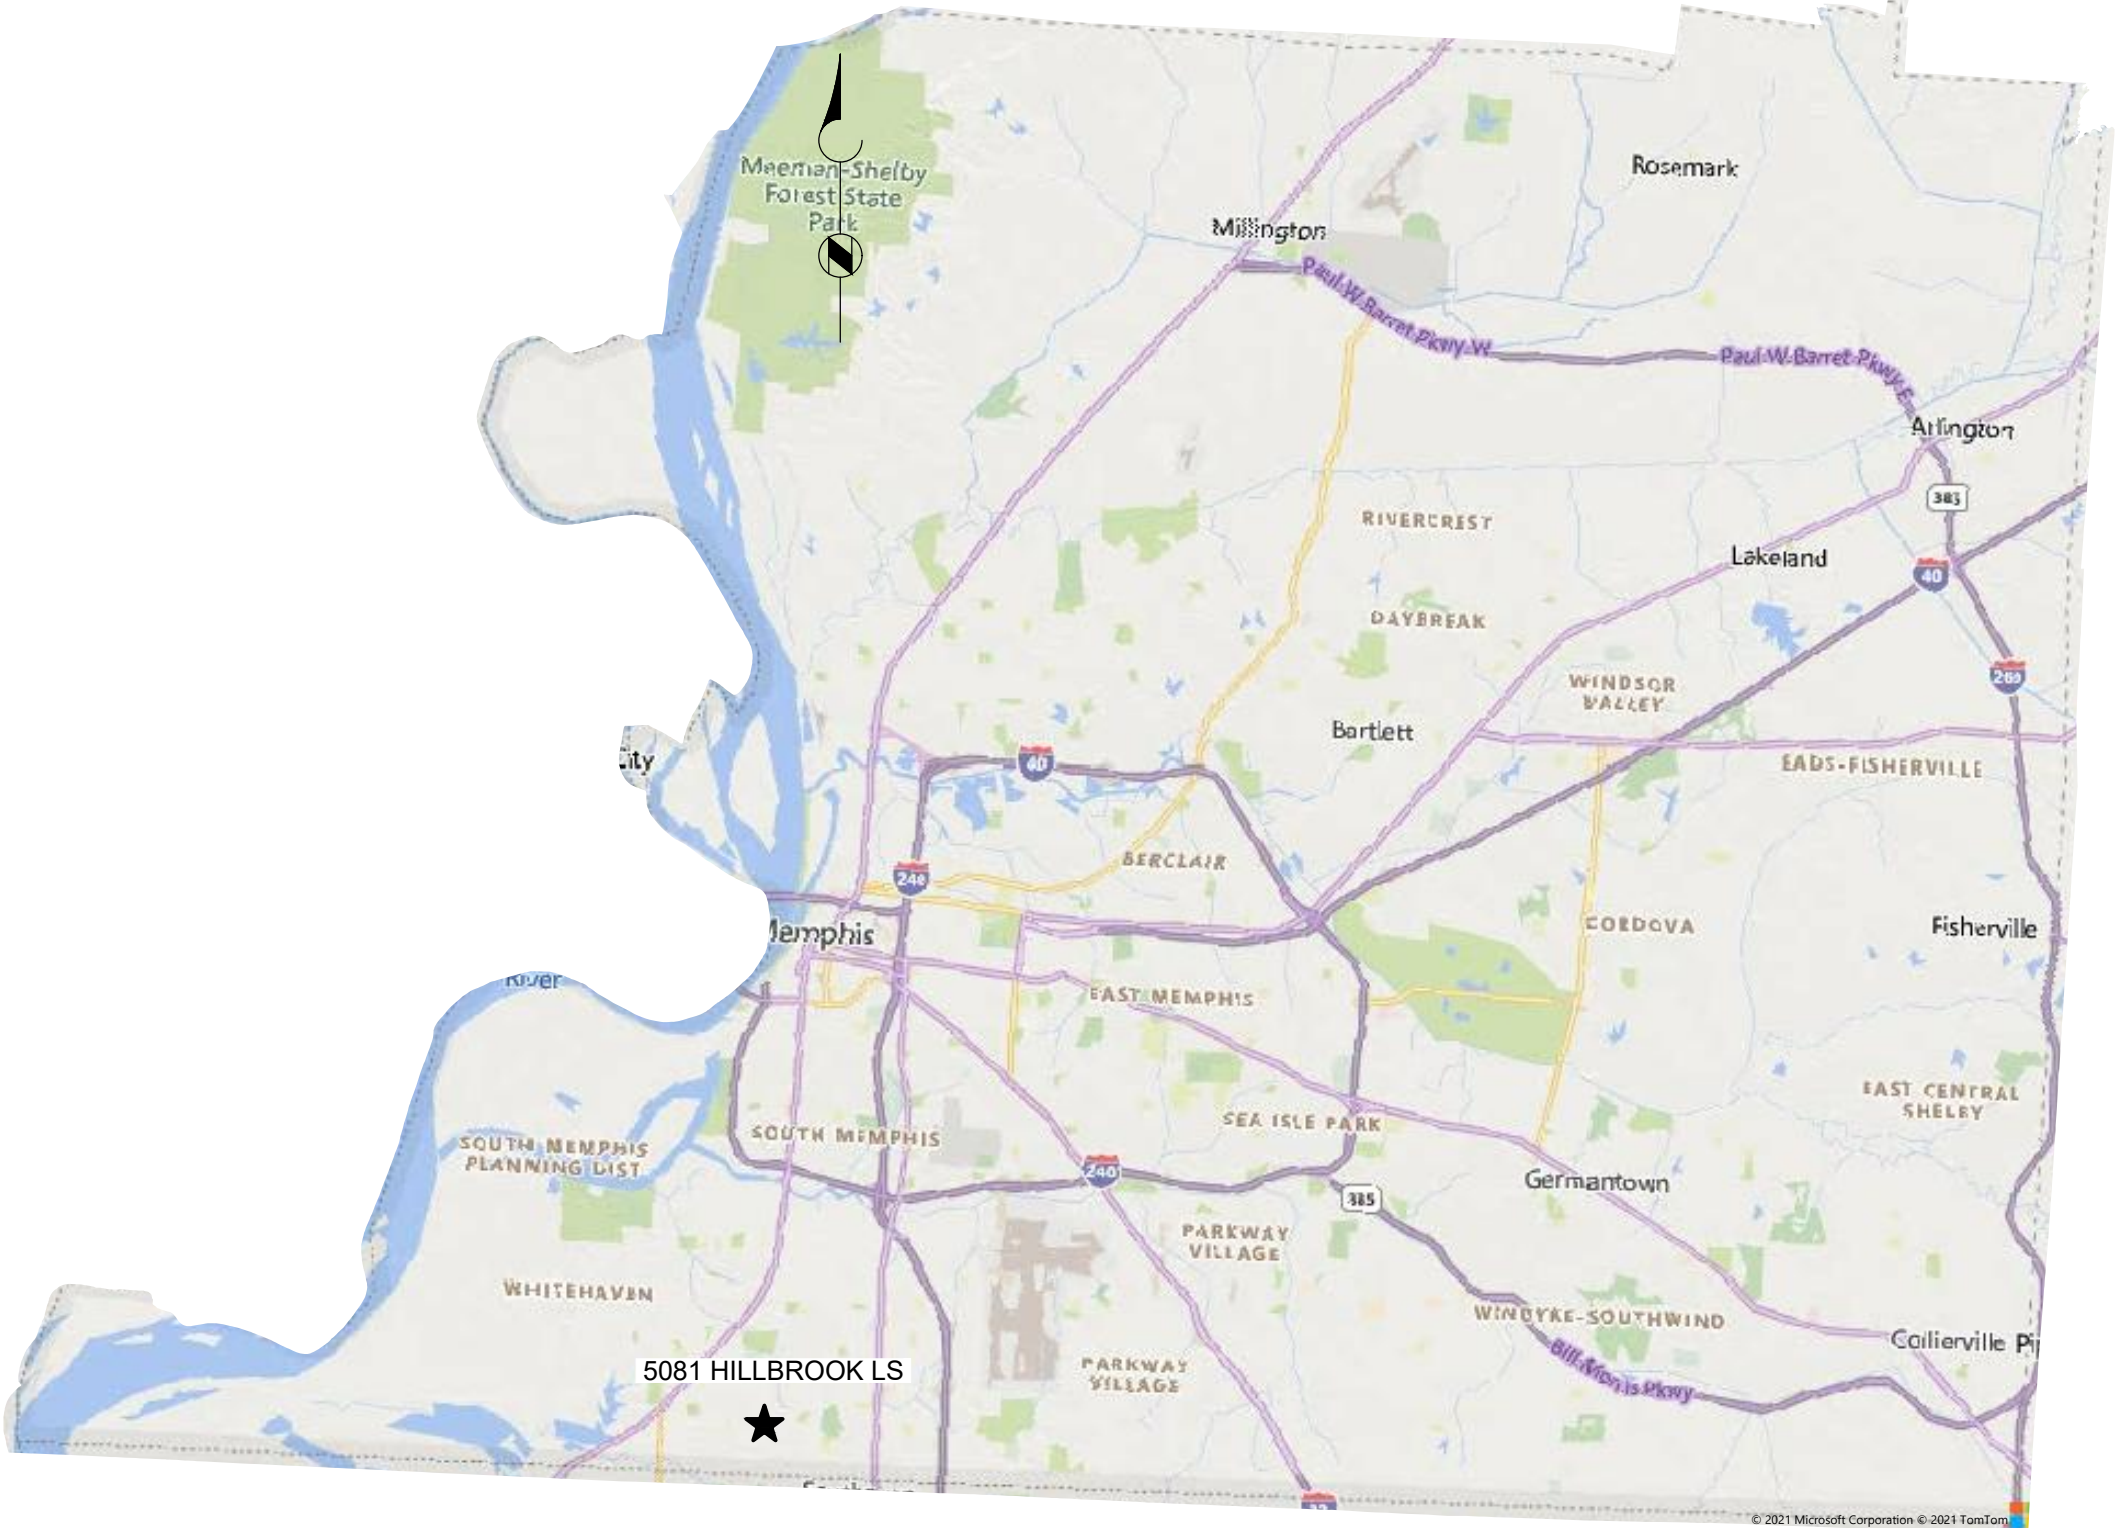 Meeman-Shelby
Forest State
Park
Rosemark
Millington
Paul W Barret Pkwy W
Paul W Barret Pkwy E
Arlington
385
RIVERCREST
Lakeland
40
DAYBREAK
269
WINDSOR
VALLEY
Bartlett
City
40
EADS-FISHERVILLE
BERCLAIR
240
CORDOVA
Fisherville
Memphis
River
EAST MEMPHIS
EAST CENTRAL
SHELBY
SEA ISLE PARK
SOUTH MEMPHIS
SOUTH MEMPHIS
PLANNING DIST
240
Germantown
385
PARKWAY
VILLAGE
WHITEHAVEN
WINDYKE-SOUTHWIND
Collierville Pi
Bill Morris Pkwy
5081 HILLBROOK LS
PARKWAY
VILLAGE
© 2021 Microsoft Corporation © 2021 TomTom